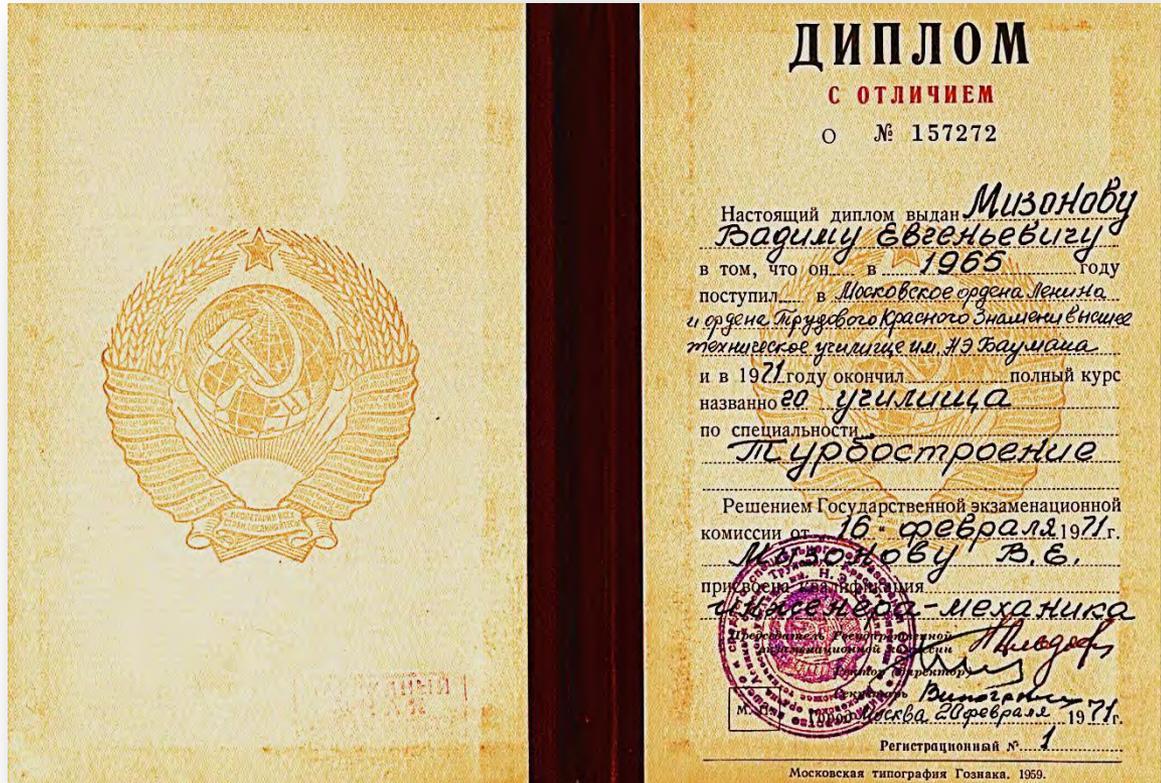 ДИПЛОМ
С ОТЛИЧИЕМ
О № 157272
Настоящий диплом выдан Мизонову
Вадиму Евгеньевичу
в том, что он в 1965 году
поступил в Московское ордена Ленина
и ордена Трудового Красного Знамени высшее
техническое училище им. Н Э Баумана
и в 1971 году окончил полный курс
названного училища
по специальности
Турбостроение
Решением Государственной экзаменационной
комиссии от 16 февраля 1971 г.
Мизонову В.Е.
присвоена квалификация
инженера-механика
Председатель Государственной
экзаменационной комиссии
Ректор (директор)
Секретарь
М. П.
Город Москва, 20 февраля 1971 г.
Регистрационный № 1
Московская типография Гознака. 1959.